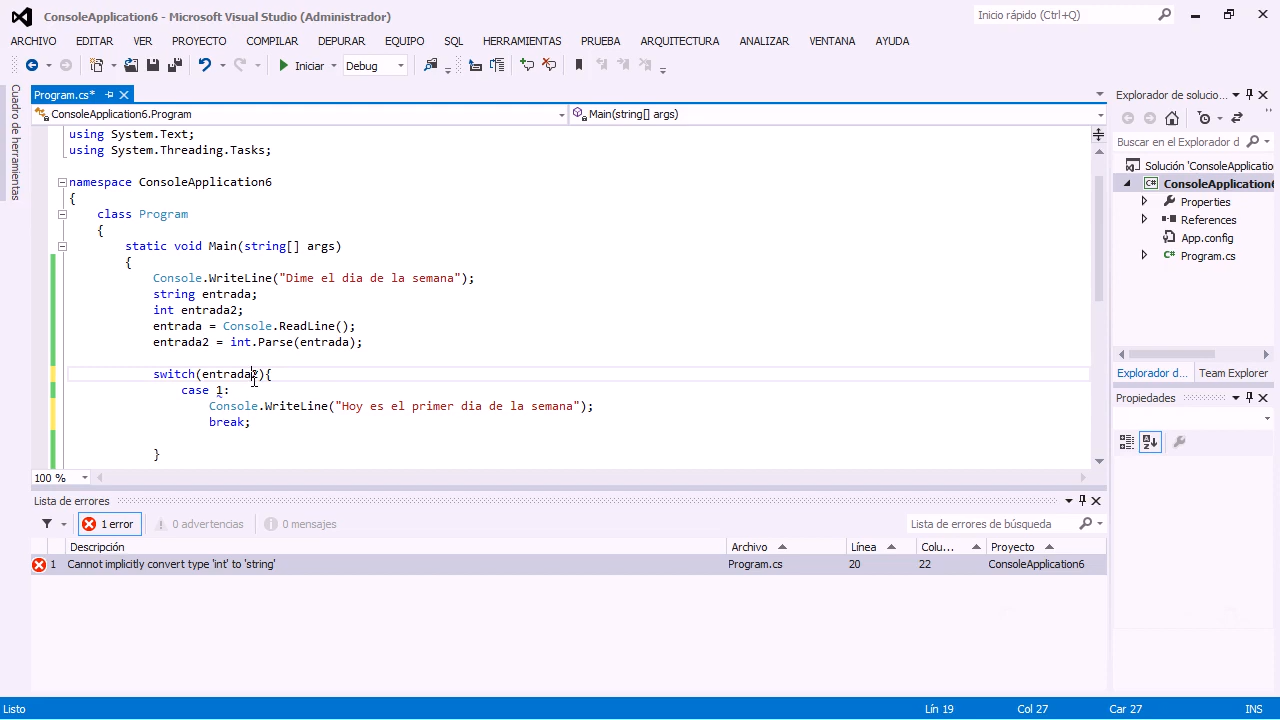 ConsoleApplication6 - Microsoft Visual Studio (Administrador)
Inicio rápido (Ctrl+Q)
ARCHIVO EDITAR VER PROYECTO COMPILAR DEPURAR EQUIPO SQL HERRAMIENTAS PRUEBA ARQUITECTURA ANALIZAR VENTANA AYUDA
Iniciar Debug
Cuadro de herramientas
Program.cs*
ConsoleApplication6.Program
Main(string[] args)
using System.Text;
using System.Threading.Tasks;
namespace ConsoleApplication6
{
class Program
{
static void Main(string[] args)
{
Console.WriteLine("Dime el dia de la semana");
string entrada;
int entrada2;
entrada = Console.ReadLine();
entrada2 = int.Parse(entrada);
switch(entrada2){
case 1:
Console.WriteLine("Hoy es el primer dia de la semana");
break;
}
100 %
Explorador de solucio...
Buscar en el Explorador d
Solución 'ConsoleApplicatio
ConsoleApplication6
Properties
References
App.config
Program.cs
Explorador d... Team Explorer
Propiedades
Lista de errores
1 error 0 advertencias 0 mensajes
Lista de errores de búsqueda
Descripción Archivo Línea Colu... Proyecto
1 Cannot implicitly convert type 'int' to 'string' Program.cs 20 22 ConsoleApplication6
Listo Lín 19 Col 27 Car 27 INS